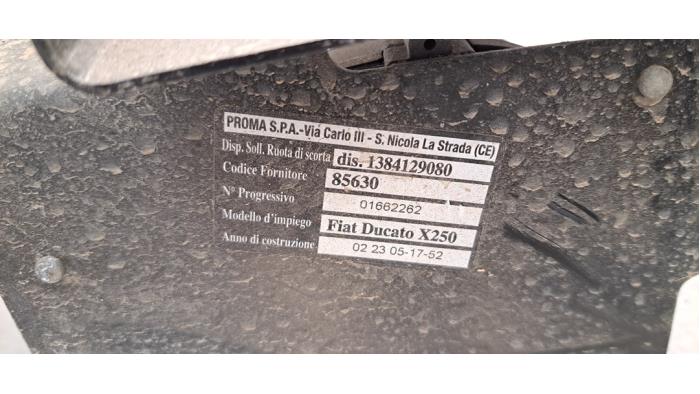 PROMA S.P.A.-Via Carlo III - S. Nicola La Strada (CE)
Disp. Soll. Ruota di scorta dis. 1384129080
Codice Fornitore 85630
N° Progressivo 01662262
Modello d'impiego Fiat Ducato X250
Anno di costruzione 02 23 05-17-52